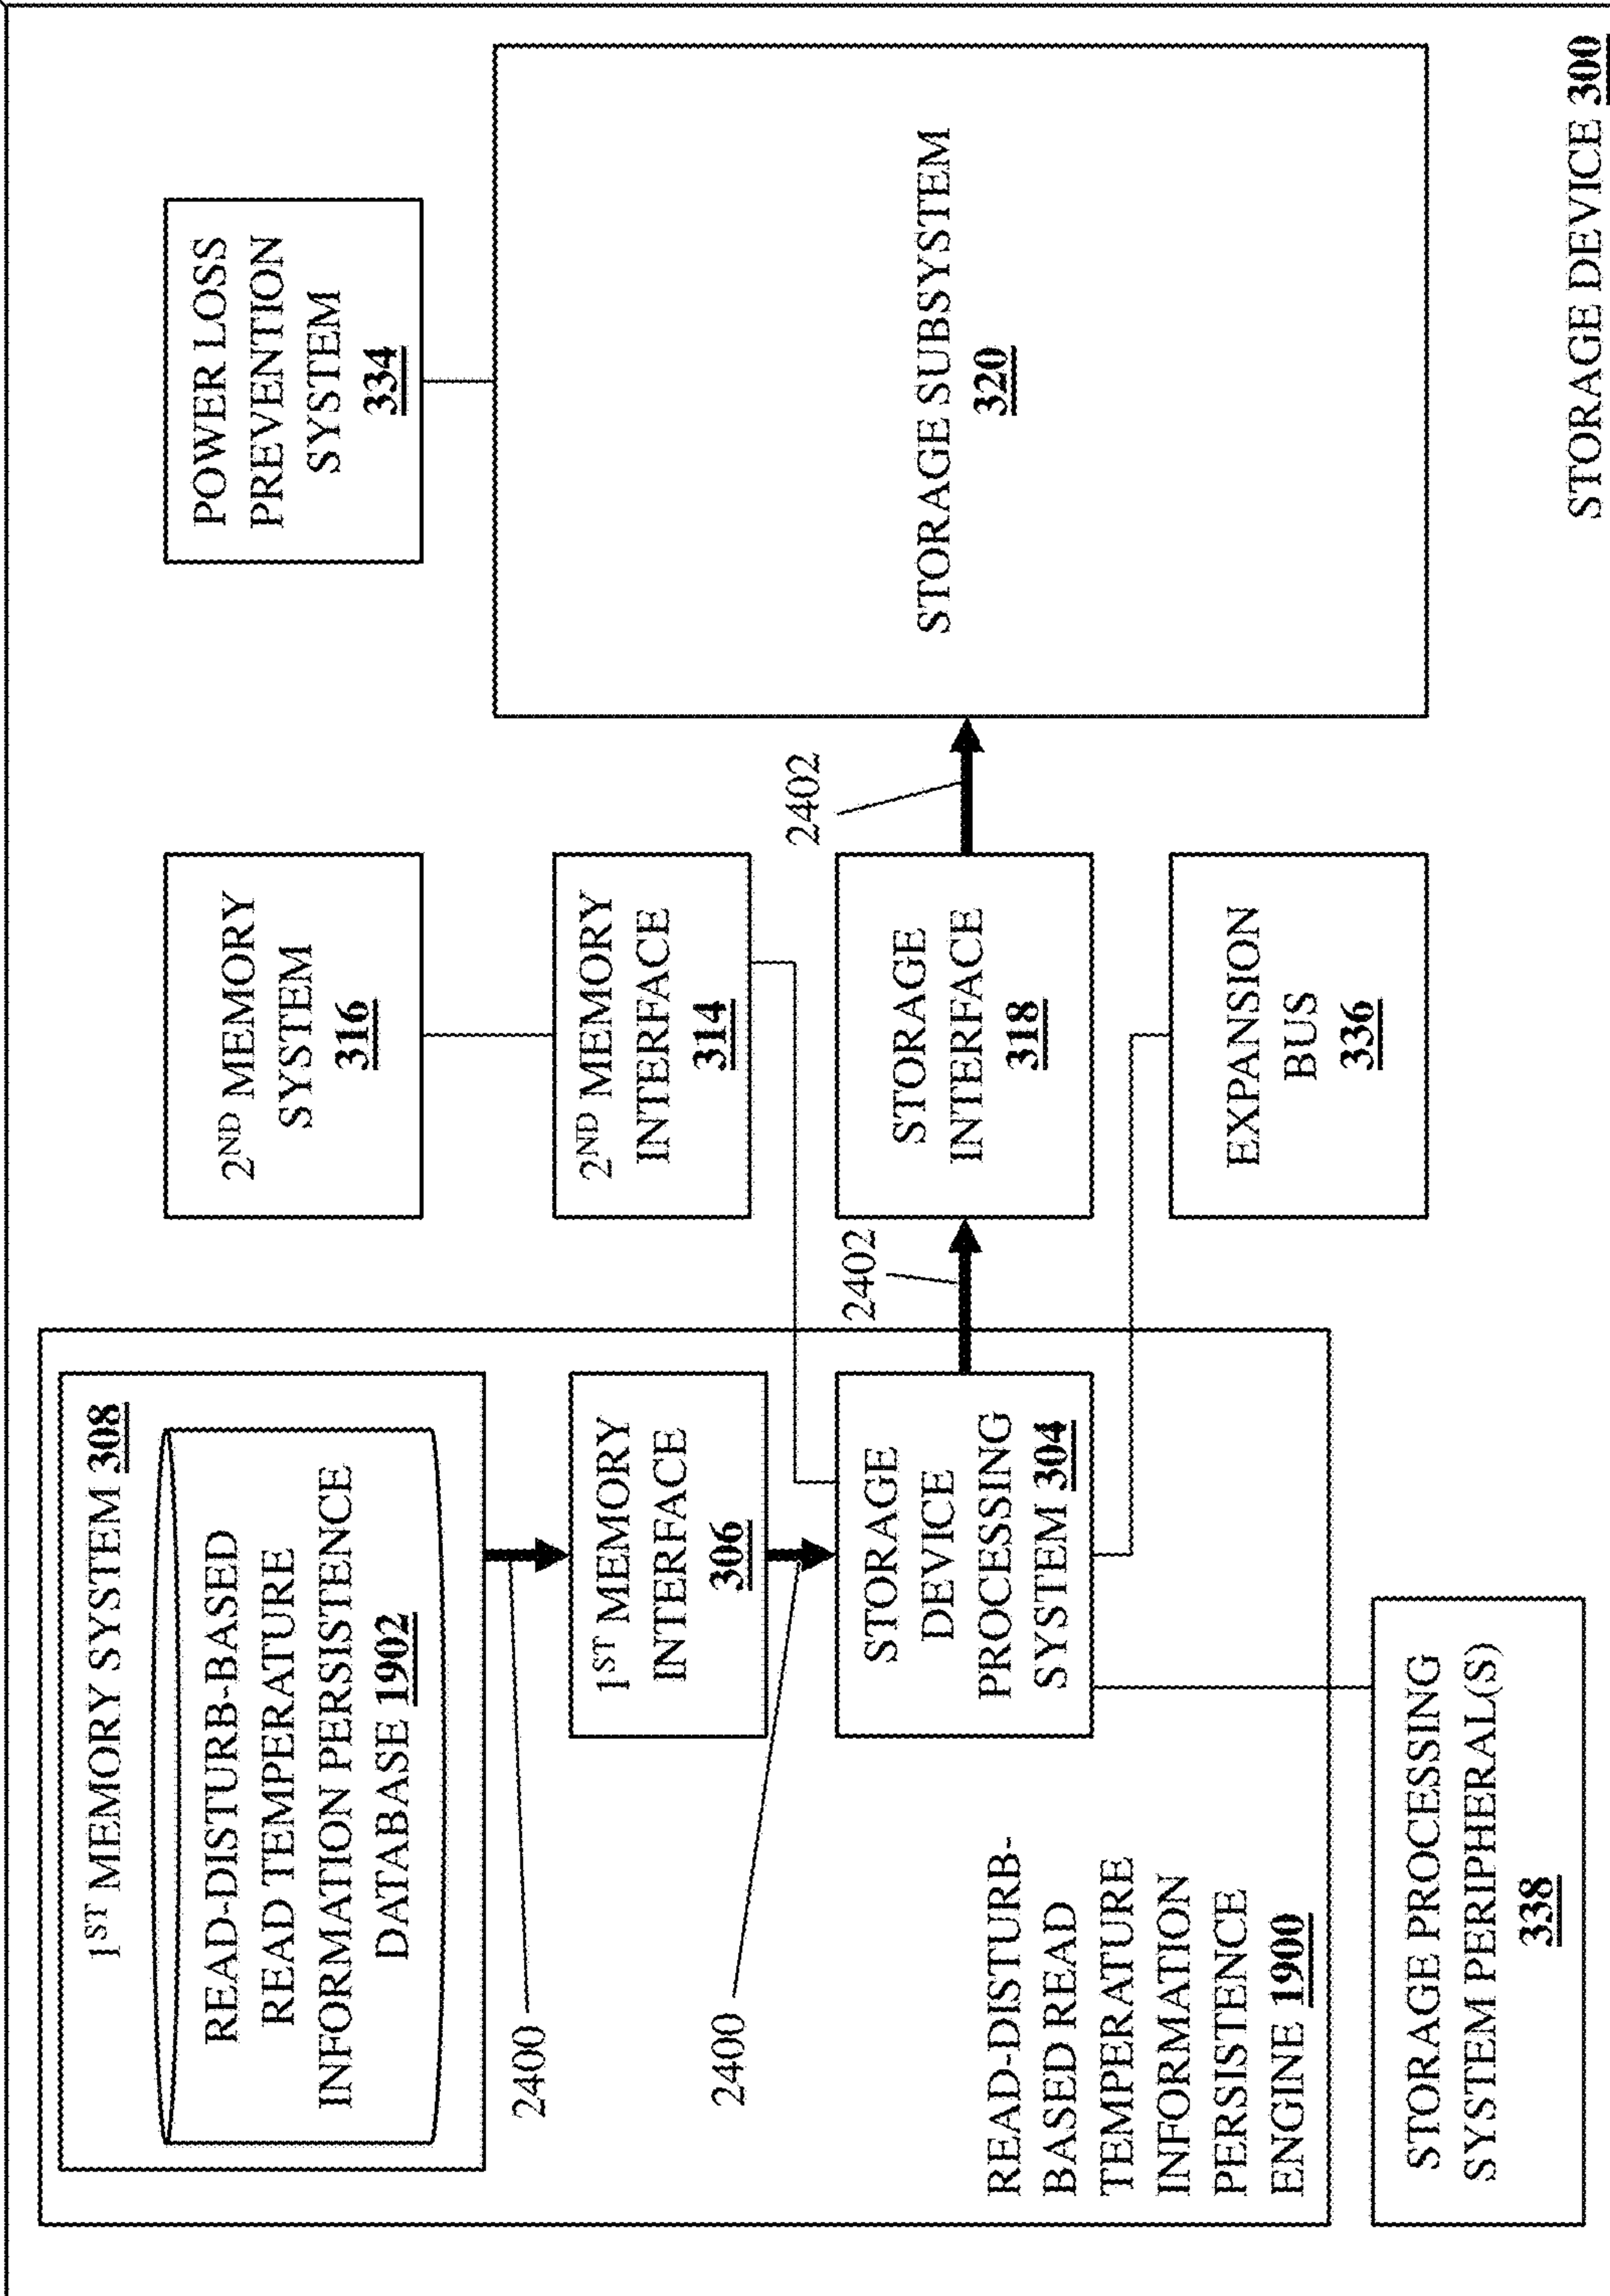 1ST MEMORY SYSTEM 308
READ-DISTURB-BASED
READ TEMPERATURE
INFORMATION PERSISTENCE
DATABASE 1902
2400
1ST MEMORY
INTERFACE
306
2400
STORAGE
DEVICE
PROCESSING
SYSTEM 304
READ-DISTURB-
BASED READ
TEMPERATURE
INFORMATION
PERSISTENCE
ENGINE 1900
STORAGE PROCESSING
SYSTEM PERIPHERAL(S)
338
2ND MEMORY
SYSTEM
316
2ND MEMORY
INTERFACE
314
2402
STORAGE
INTERFACE
318
2402
EXPANSION
BUS
336
POWER LOSS
PREVENTION
SYSTEM
334
STORAGE SUBSYSTEM
320
STORAGE DEVICE 300